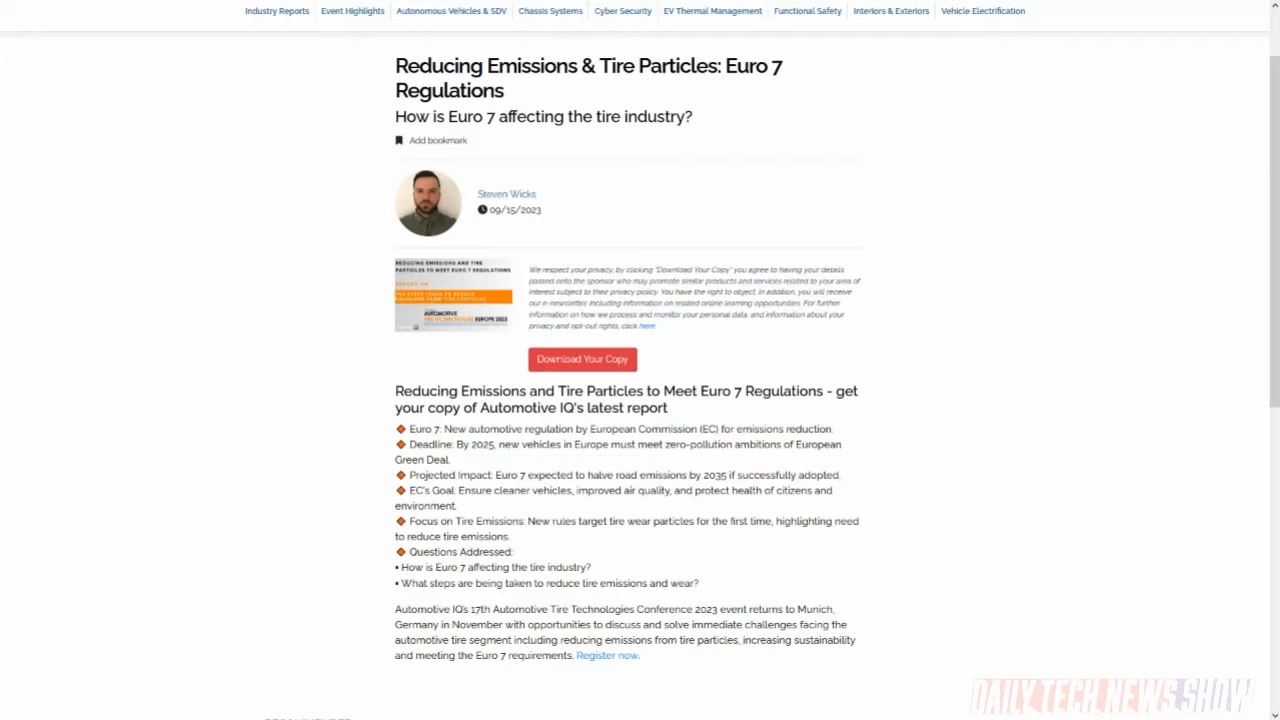 Industry Reports Event Highlights Autonomous Vehicles & SDV Chassis Systems Cyber Security EV Thermal Management Functional Safety Interiors & Exteriors Vehicle Electrification
Reducing Emissions & Tire Particles: Euro 7
Regulations
How is Euro 7 affecting the tire industry?
Add bookmark
Steven Wicks
09/15/2023
REDUCING EMISSIONS AND TIRE
PARTICLES TO MEET EURO 7 REGULATIONS
AUTOMOTIVE
TIRE TECHNOLOGIES EUROPE 2023
We respect your privacy, by clicking "Download Your Copy" you agree to having your details
passed onto the sponsor who may promote similar products and services related to your area of
interest subject to their privacy policy. You have the right to object. In addition, you will receive
our e-newsletter, including information on related online learning opportunities. For further
information on how we process and monitor your personal data, and information about your
privacy and opt-out rights, click here
Download Your Copy
Reducing Emissions and Tire Particles to Meet Euro 7 Regulations - get
your copy of Automotive IQ's latest report
🔶 Euro 7: New automotive regulation by European Commission (EC) for emissions reduction.
🔶 Deadline: By 2025, new vehicles in Europe must meet zero-pollution ambitions of European
Green Deal.
🔶 Projected Impact: Euro 7 expected to halve road emissions by 2035 if successfully adopted.
🔶 EC's Goal: Ensure cleaner vehicles, improved air quality, and protect health of citizens and
environment.
🔶 Focus on Tire Emissions: New rules target tire wear particles for the first time, highlighting need
to reduce tire emissions.
🔶 Questions Addressed:
▪ How is Euro 7 affecting the tire industry?
▪ What steps are being taken to reduce tire emissions and wear?
Automotive IQ's 17th Automotive Tire Technologies Conference 2023 event returns to Munich,
Germany in November with opportunities to discuss and solve immediate challenges facing the
automotive tire segment including reducing emissions from tire particles, increasing sustainability
and meeting the Euro 7 requirements. Register now.
DAILY TECH NEWS SHOW